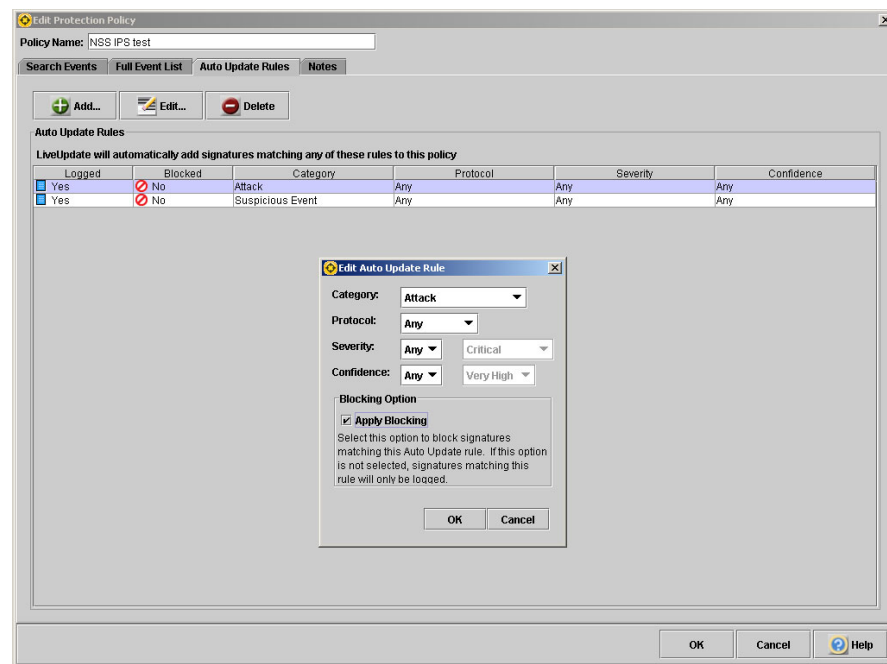 Edit Protection Policy
Policy Name: NSS IPS test
Search Events Full Event List Auto Update Rules Notes
Add... Edit... Delete
Auto Update Rules
LiveUpdate will automatically add signatures matching any of these rules to this policy
Logged Blocked Category Protocol Severity Confidence
Yes No Attack Any Any Any
Yes No Suspicious Event Any Any Any
Edit Auto Update Rule
Category: Attack
Protocol: Any
Severity: Any Critical
Confidence: Any Very High
Blocking Option
Apply Blocking
Select this option to block signatures
matching this Auto Update rule. If this option
is not selected, signatures matching this
rule will only be logged.
OK Cancel
OK Cancel Help